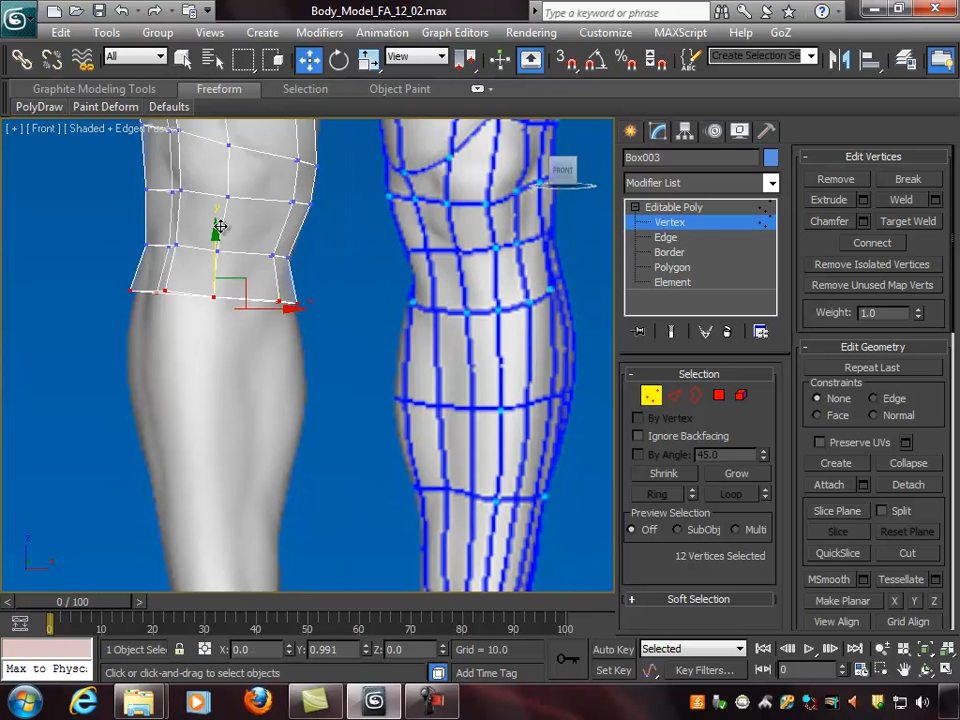 Body_Model_FA_12_02.max
Type a keyword or phrase
Edit Tools Group Views Create Modifiers Animation Graph Editors Rendering Customize MAXScript Help GoZ
All
View
3
Create Selection Se
Graphite Modeling Tools Freeform Selection Object Paint
PolyDraw Paint Deform Defaults
[ + ] [ Front ] [ Shaded + Edged
FRONT
y
x
z
x
Box003
Modifier List
Editable Poly
Vertex
Edge
Border
Polygon
Element
Selection
By Vertex
Ignore Backfacing
By Angle: 45.0
Shrink Grow
Ring Loop
Preview Selection
Off SubObj Multi
12 Vertices Selected
Soft Selection
Edit Vertices
Remove Break
Extrude Weld
Chamfer Target Weld
Connect
Remove Isolated Vertices
Remove Unused Map Verts
Weight: 1.0
Edit Geometry
Repeat Last
Constraints
None Edge
Face Normal
Preserve UVs
Create Collapse
Attach Detach
Slice Plane Split
Slice Reset Plane
QuickSlice Cut
MSmooth Tessellate
Make Planar X Y Z
View Align Grid Align
0 / 100
0 10 20 30 40 50 60 70 80 90 100
1 Object Selec
X: 0.0 Y: 0.991 Z: 0.0
Grid = 10.0
Auto Key Selected
Max to Physc
Click or click-and-drag to select objects
Add Time Tag
Set Key Key Filters...
0